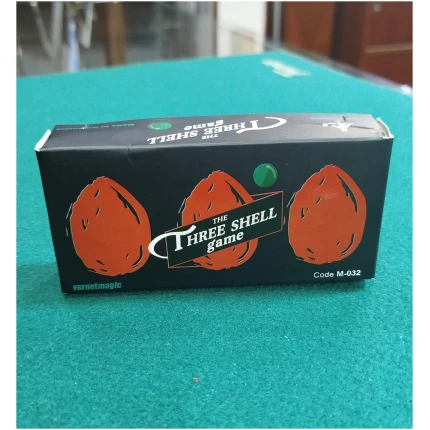 THE
THREE SHELL
game
THE
THREE SHELL
game
Code M-032
vernetmagic